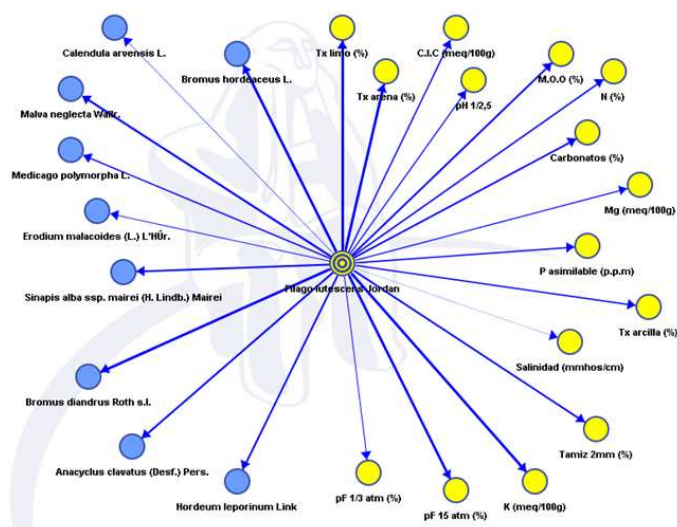 Calendula arvensis L.
Bromus hordeaceus L.
Tx limo (%)
C.I.C (meq/100g)
M.O.O (%)
Tx arena (%)
pH 1/2,5
N (%)
Malva neglecta Wallr.
Carbonatos (%)
Medicago polymorpha L.
Mg (meq/100g)
Erodium malacoides (L.) L'HÚr.
P asimilable (p.p.m)
Sinapis alba ssp. mairei (H. Lindb.) Mairei
Filago lutescens Jordan
Tx arcilla (%)
Salinidad (mmhos/cm)
Bromus diandrus Roth s.l.
Tamiz 2mm (%)
Anacyclus clavatus (Desf.) Pers.
Hordeum leporinum Link
pF 1/3 atm (%)
pF 15 atm (%)
K (meq/100g)